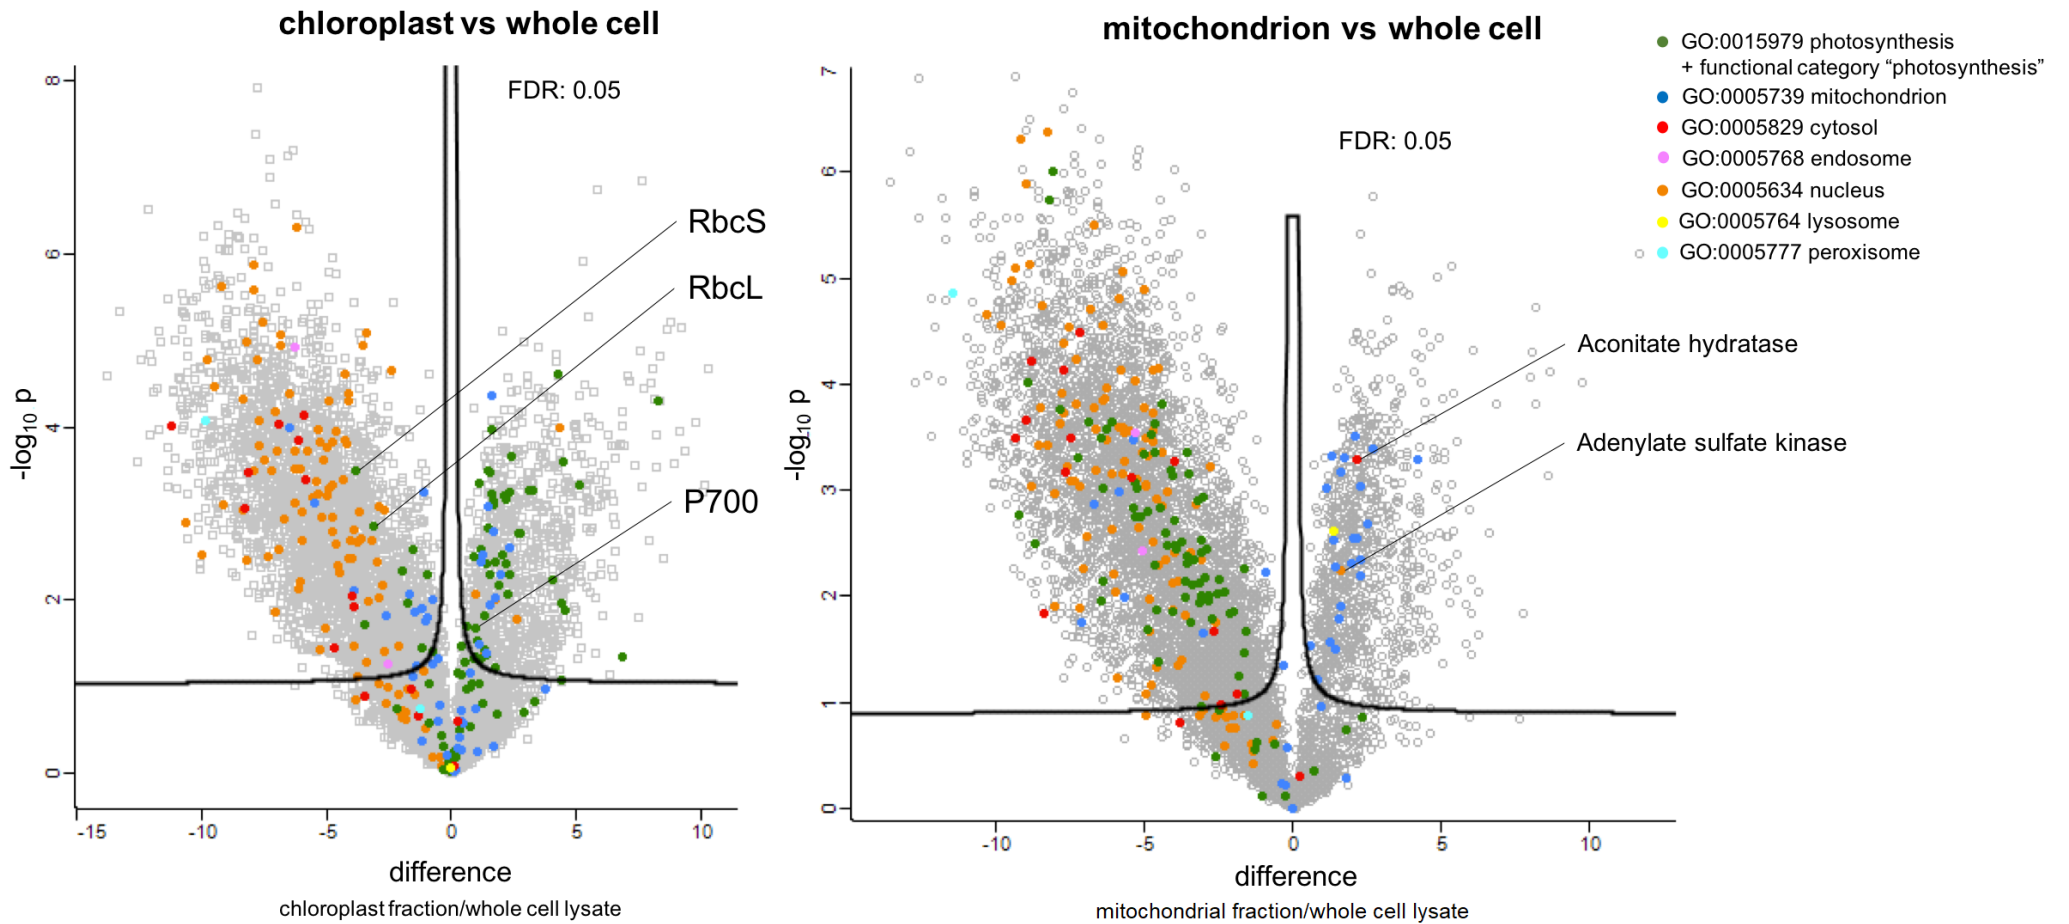 chloroplast vs whole cell
FDR: 0.05
RbcS
RbcL
P700
8
6
4
2
0
-log10 p
-15 -10 -5 0 5 10
difference
chloroplast fraction/whole cell lysate
mitochondrion vs whole cell
FDR: 0.05
Aconitate hydratase
Adenylate sulfate kinase
7
6
5
4
3
2
1
0
-log10 p
-10 -5 0 5 10
difference
mitochondrial fraction/whole cell lysate
GO:0015979 photosynthesis
+ functional category “photosynthesis”
GO:0005739 mitochondrion
GO:0005829 cytosol
GO:0005768 endosome
GO:0005634 nucleus
GO:0005764 lysosome
GO:0005777 peroxisome